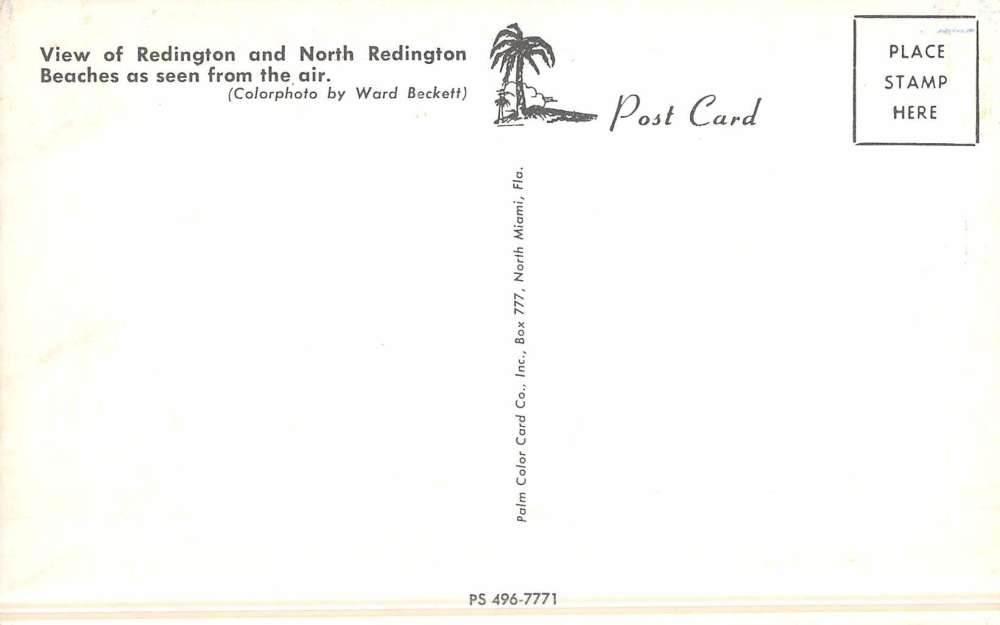 View of Redington and North Redington
Beaches as seen from the air.
(Colorphoto by Ward Beckett)
Post Card
PLACE
STAMP
HERE
Palm Color Card Co., Inc., Box 777, North Miami, Fla.
PS 496-7771